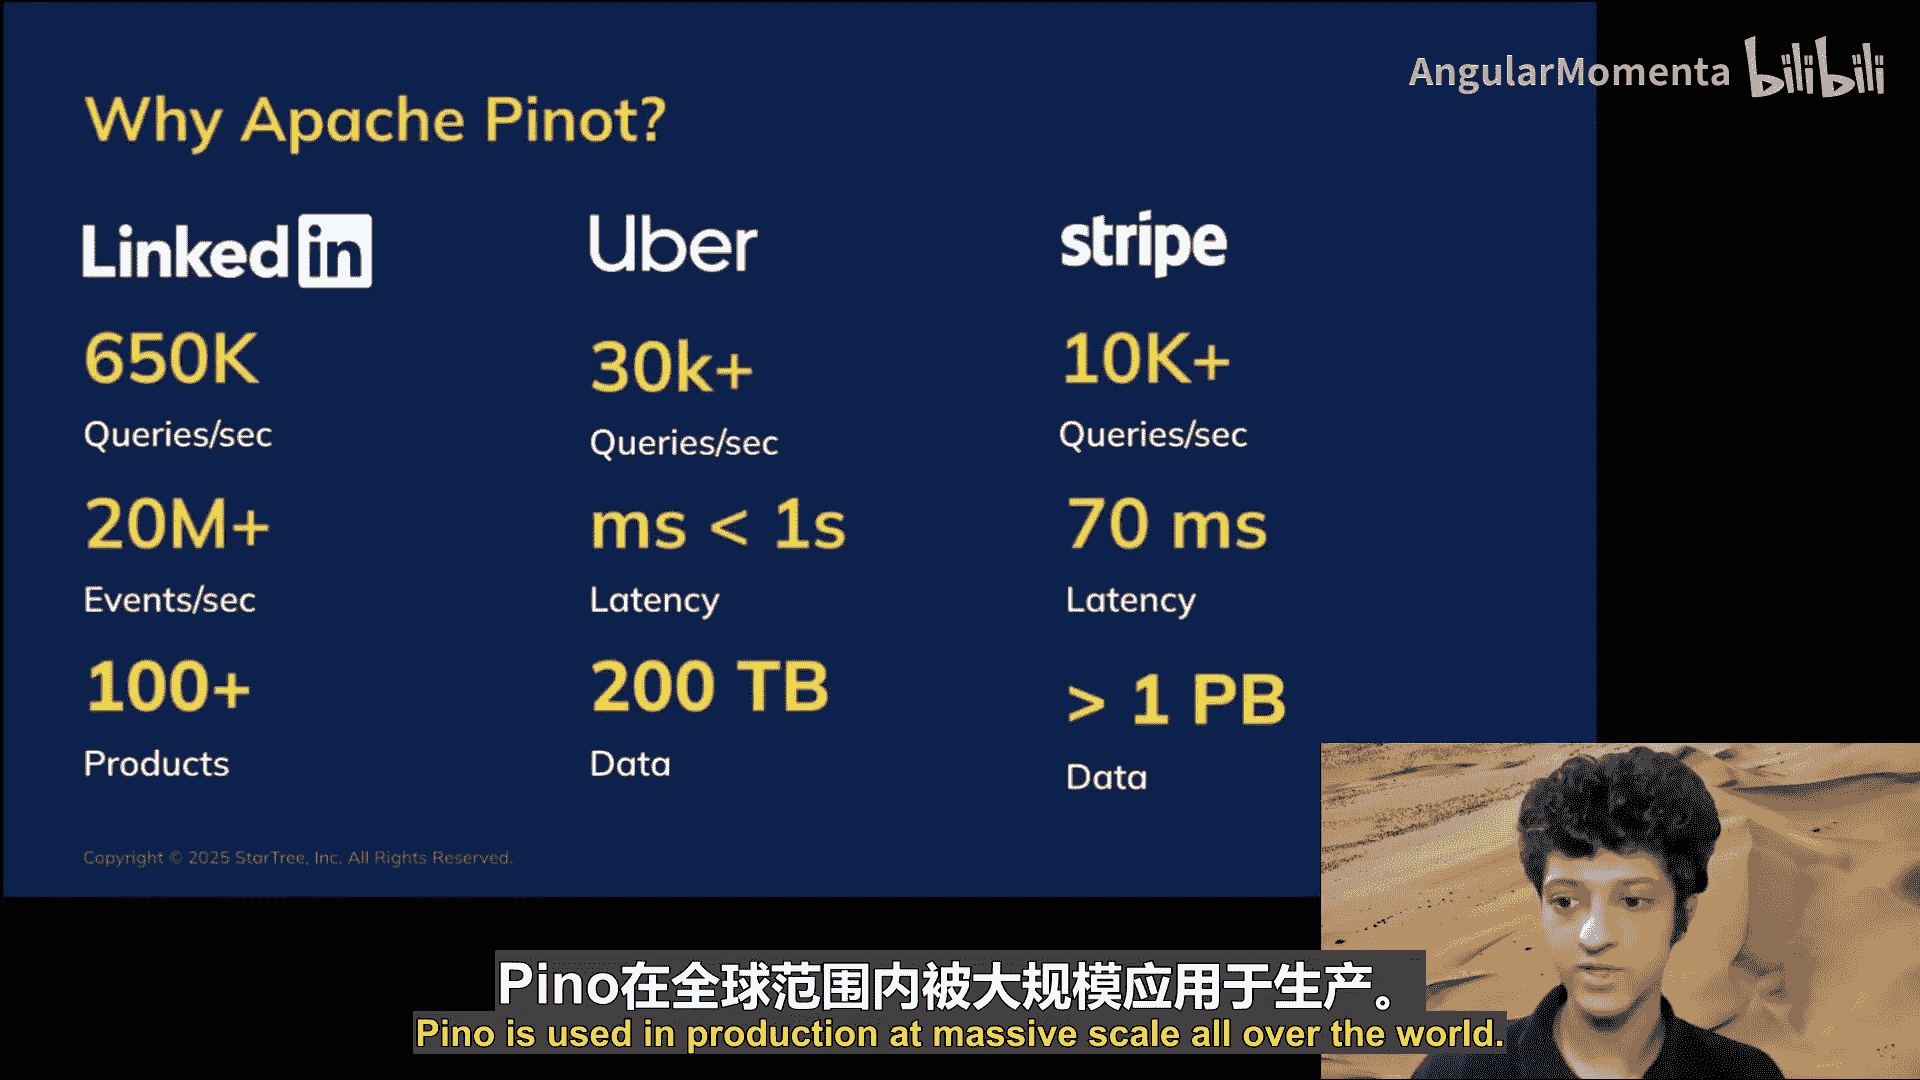 AngularMomenta bilibili
Why Apache Pinot?
Linked in
Uber
stripe
650K
30k+
10K+
Queries/sec
Queries/sec
Queries/sec
20M+
ms < 1s
70 ms
Events/sec
Latency
Latency
100+
200 TB
> 1 PB
Products
Data
Data
Copyright © 2025 StarTree, Inc. All Rights Reserved.
Pino在全球范围内被大规模应用于生产。
Pino is used in production at massive scale all over the world.